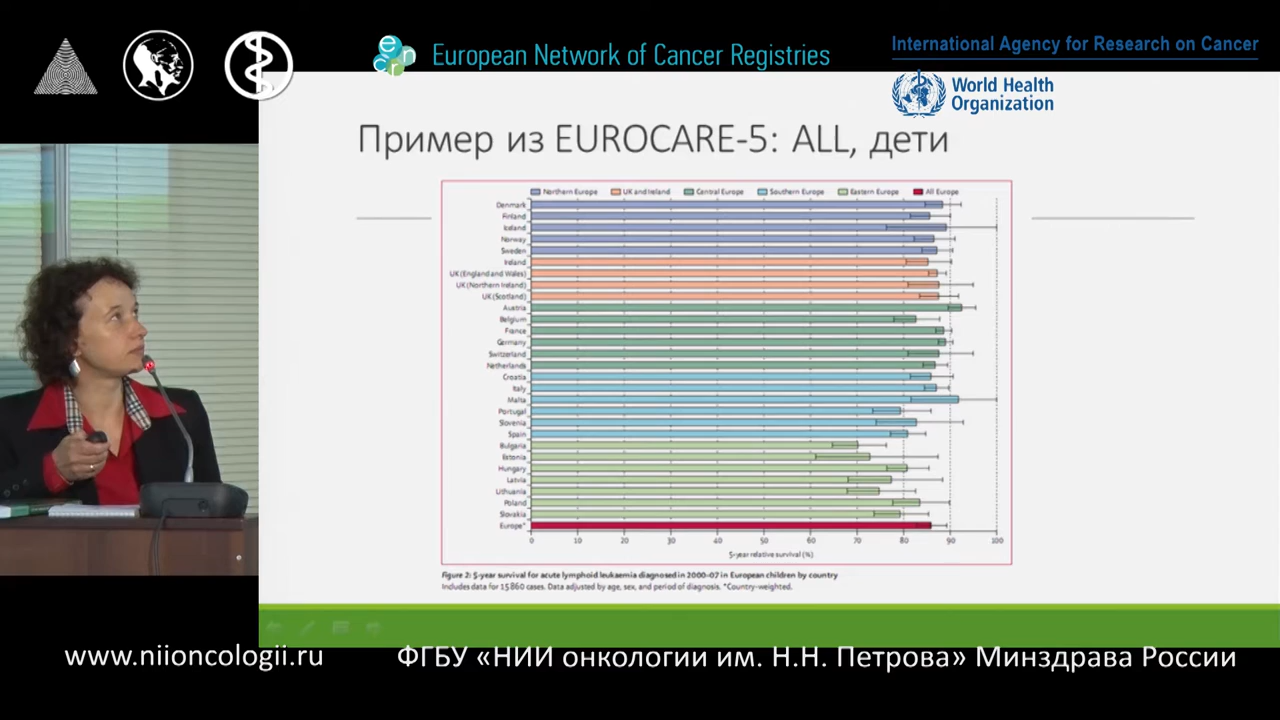 European Network of Cancer Registries
International Agency for Research on Cancer
World Health
Organization
Пример из EUROCARE-5: ALL, дети
Northern Europe UK and Ireland Central Europe Southern Europe Eastern Europe All Europe
Denmark
Finland
Iceland
Norway
Sweden
Ireland
UK (England and Wales)
UK (Northern Ireland)
UK (Scotland)
Austria
Belgium
France
Germany
Switzerland
Netherlands
Croatia
Italy
Malta
Portugal
Slovenia
Spain
Bulgaria
Estonia
Hungary
Latvia
Lithuania
Poland
Slovakia
Europe*
0 10 20 30 40 50 60 70 80 90 100
5-year relative survival (%)
Figure 2: 5-year survival for acute lymphoid leukaemia diagnosed in 2000–07 in European children by country
Includes data for 15 860 cases. Data adjusted by age, sex, and period of diagnosis. *Country-weighted.
www.niioncologii.ru
ФГБУ «НИИ онкологии им. Н.Н. Петрова» Минздрава России